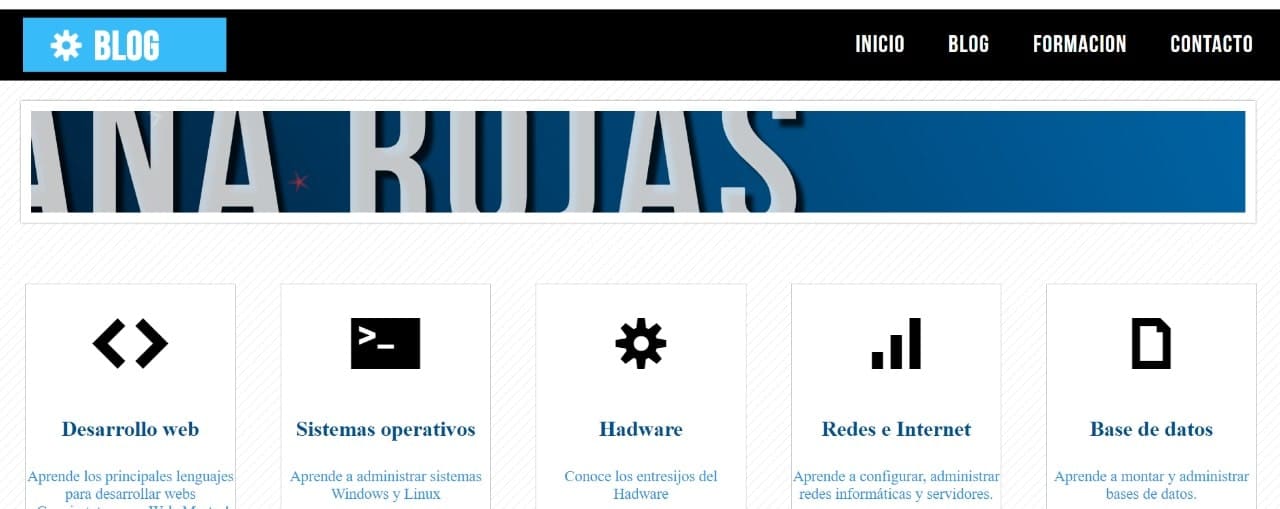 BLOG
INICIO BLOG FORMACION CONTACTO
ANA ROJAS
>_
Desarrollo web
Aprende los principales lenguajes
para desarrollar webs
Sistemas operativos
Aprende a administrar sistemas
Windows y Linux
Hadware
Conoce los entresijos del
Hadware
Redes e Internet
Aprende a configurar, administrar
redes informáticas y servidores.
Base de datos
Aprende a montar y administrar
bases de datos.